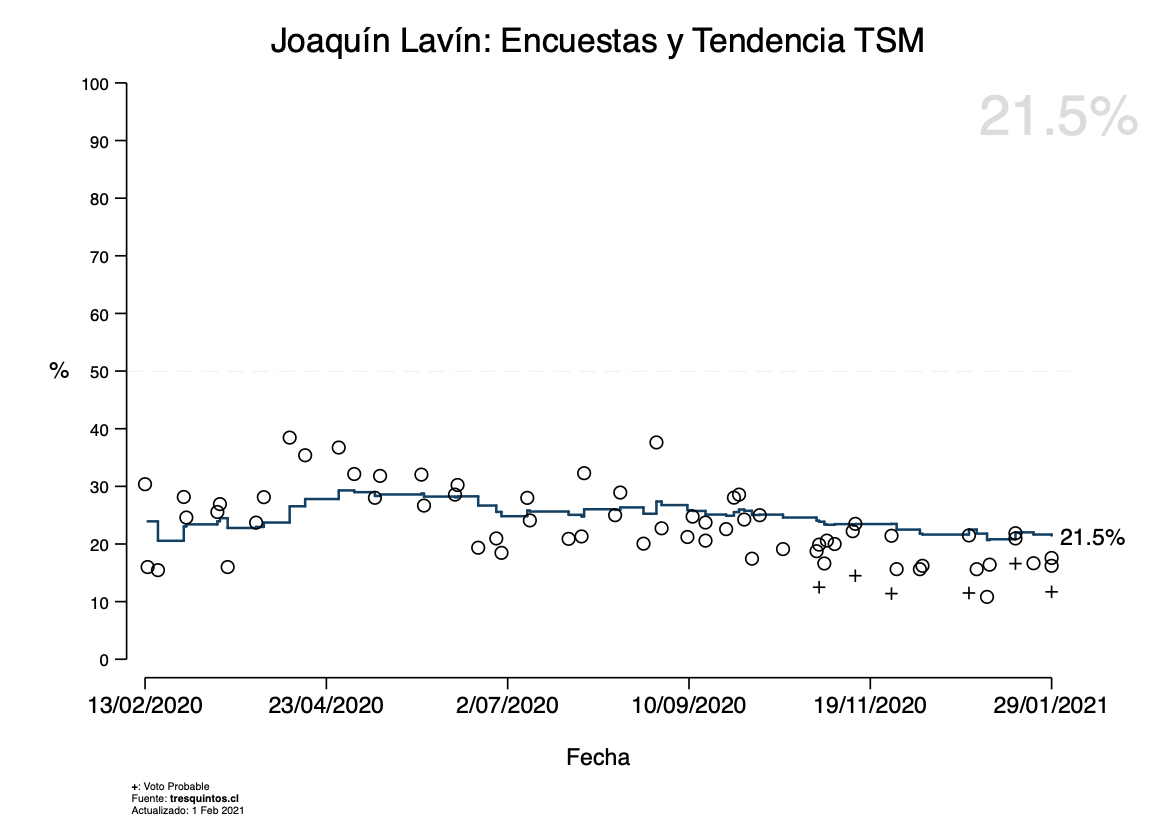 Joaquín Lavín: Encuestas y Tendencia TSM
21.5%
100
90
80
70
60
% 50
40
30
20
10
0
21.5%
13/02/2020 23/04/2020 2/07/2020 10/09/2020 19/11/2020 29/01/2021
Fecha
+: Voto Probable
Fuente: tresquintos.cl
Actualizado: 1 Feb 2021